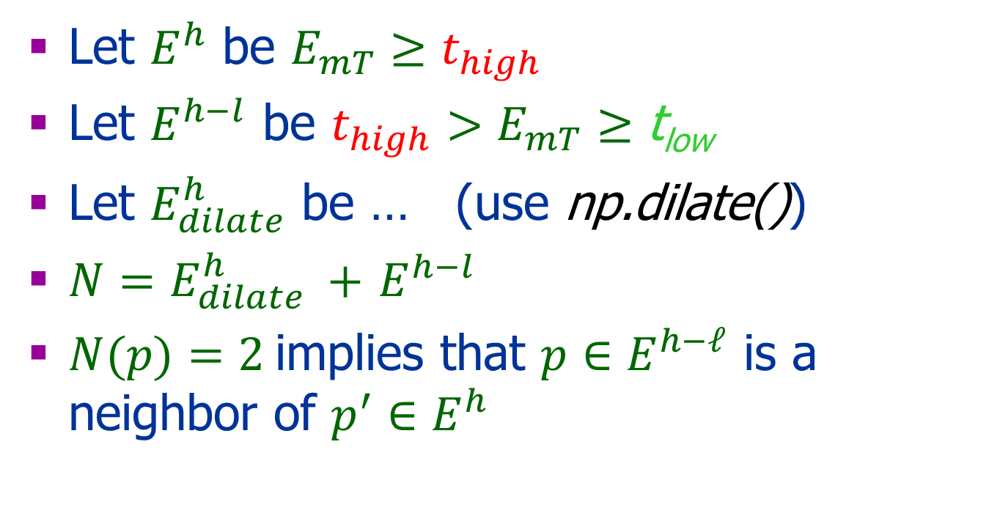 ▪ Let $E^h$ be $E_{mT} \geq t_{high}$
▪ Let $E^{h-l}$ be $t_{high} > E_{mT} \geq t_{low}$
▪ Let $E^h_{dilate}$ be … (use np.dilate())
▪ $N = E^h_{dilate} + E^{h-l}$
▪ $N(p) = 2$ implies that $p \in E^{h-\ell}$ is a
neighbor of $p' \in E^h$